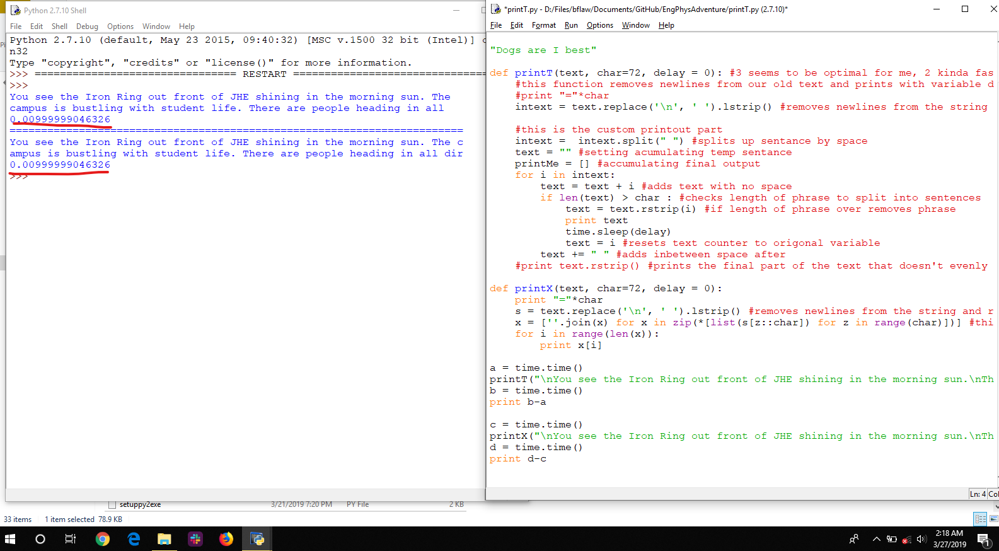 Python 2.7.10 Shell
File Edit Shell Debug Options Window Help
Python 2.7.10 (default, May 23 2015, 09:40:32) [MSC v.1500 32 bit (Intel)]
n32
Type "copyright", "credits" or "license()" for more information.
>>> ================================ RESTART ===============================
>>>
You see the Iron Ring out front of JHE shining in the morning sun. The
campus is bustling with student life. There are people heading in all
0.00999999046326
========================================================================
You see the Iron Ring out front of JHE shining in the morning sun. The c
ampus is bustling with student life. There are people heading in all dir
0.00999999046326
>>>
*printT.py - D:/Files/bflaw/Documents/GitHub/EngPhysAdventure/printT.py (2.7.10)*
File Edit Format Run Options Window Help
"Dogs are I best"
def printT(text, char=72, delay = 0): #3 seems to be optimal for me, 2 kinda fas
#this function removes newlines from our old text and prints with variable d
#print "="*char
intext = text.replace('\n', ' ').lstrip() #removes newlines from the string
#this is the custom printout part
intext =  intext.split(" ") #splits up sentance by space
text = "" #setting acumulating temp sentance
printMe = [] #accumulating final output
for i in intext:
text = text + i #adds text with no space
if len(text) > char : #checks length of phrase to split into sentences
text = text.rstrip(i) #if length of phrase over removes phrase
print text
time.sleep(delay)
text = i #resets text counter to origonal variable
text += " " #adds inbetween space after
#print text.rstrip() #prints the final part of the text that doesn't evenly
def printX(text, char=72, delay = 0):
print "="*char
s = text.replace('\n', ' ').lstrip() #removes newlines from the string and r
x = [''.join(x) for x in zip(*[list(s[z::char]) for z in range(char)])] #thi
for i in range(len(x)):
print x[i]
a = time.time()
printT("\nYou see the Iron Ring out front of JHE shining in the morning sun.\nTh
b = time.time()
print b-a
c = time.time()
printX("\nYou see the Iron Ring out front of JHE shining in the morning sun.\nTh
d = time.time()
print d-c
Ln: 4 Col
setuppy2exe 3/21/2019 7:20 PM PY File 2 KB
33 items 1 item selected 78.9 KB
2:18 AM
3/27/2019
1